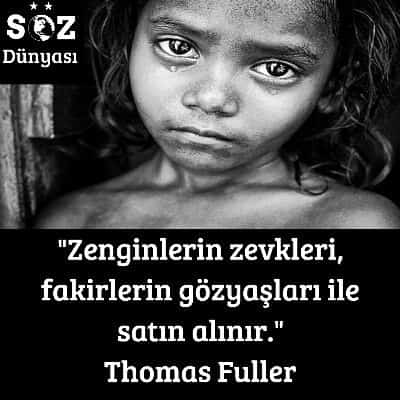 SÖZ
Dünyası
"Zenginlerin zevkleri,
fakirlerin gözyaşları ile
satın alınır."
Thomas Fuller